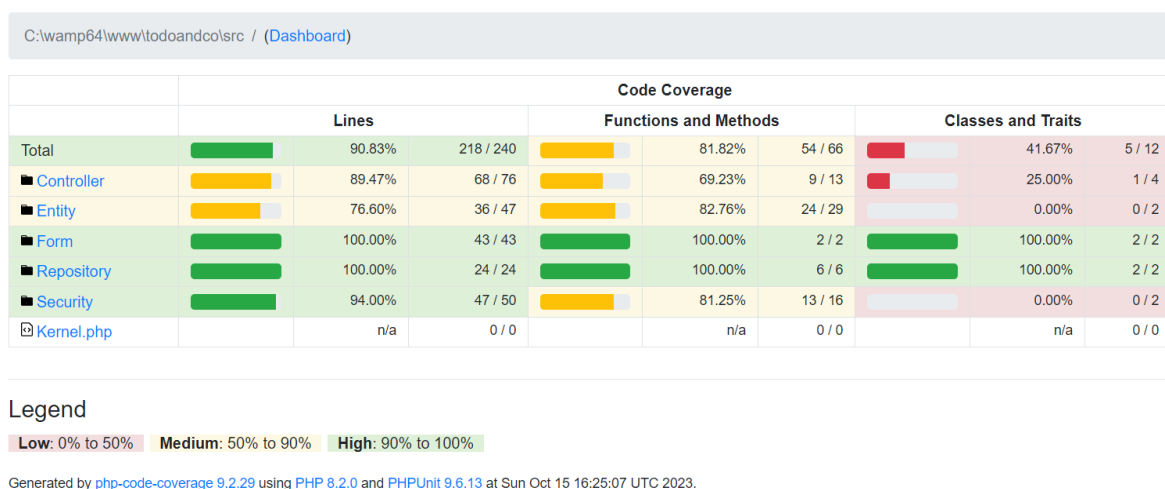 C:\wamp64\www\todoandco\src / (Dashboard)
Code Coverage
Lines Functions and Methods Classes and Traits
Total 90.83% 218 / 240 81.82% 54 / 66 41.67% 5 / 12
Controller 89.47% 68 / 76 69.23% 9 / 13 25.00% 1 / 4
Entity 76.60% 36 / 47 82.76% 24 / 29 0.00% 0 / 2
Form 100.00% 43 / 43 100.00% 2 / 2 100.00% 2 / 2
Repository 100.00% 24 / 24 100.00% 6 / 6 100.00% 2 / 2
Security 94.00% 47 / 50 81.25% 13 / 16 0.00% 0 / 2
Kernel.php n/a 0 / 0 n/a 0 / 0 n/a 0 / 0
Legend
Low: 0% to 50% Medium: 50% to 90% High: 90% to 100%
Generated by php-code-coverage 9.2.29 using PHP 8.2.0 and PHPUnit 9.6.13 at Sun Oct 15 16:25:07 UTC 2023.